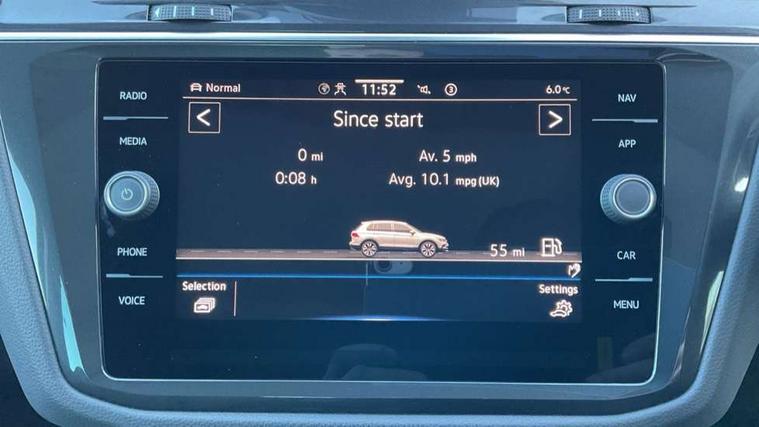 RADIO
MEDIA
PHONE
VOICE
Normal 11:52 3 6.0 °C
< Since start >
0 mi Av. 5 mph
0:08 h Avg. 10.1 mpg (UK)
55 mi
Selection Settings
NAV
APP
CAR
MENU